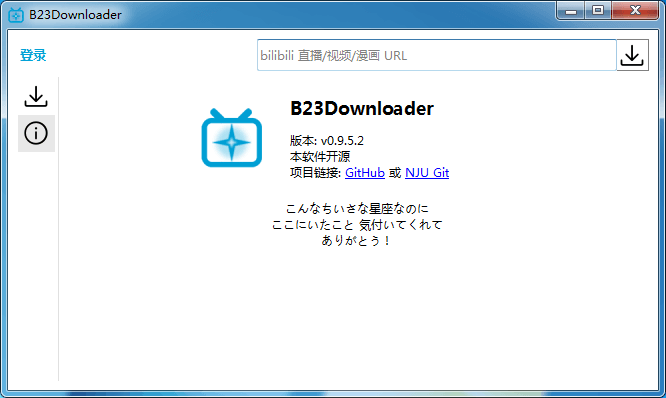 B23Downloader
登录
bilibili 直播/视频/漫画 URL
B23Downloader
版本: v0.9.5.2
本软件开源
项目链接: GitHub 或 NJU Git
こんなちいさな星座なのに
ここにいたこと 気付いてくれて
ありがとう！